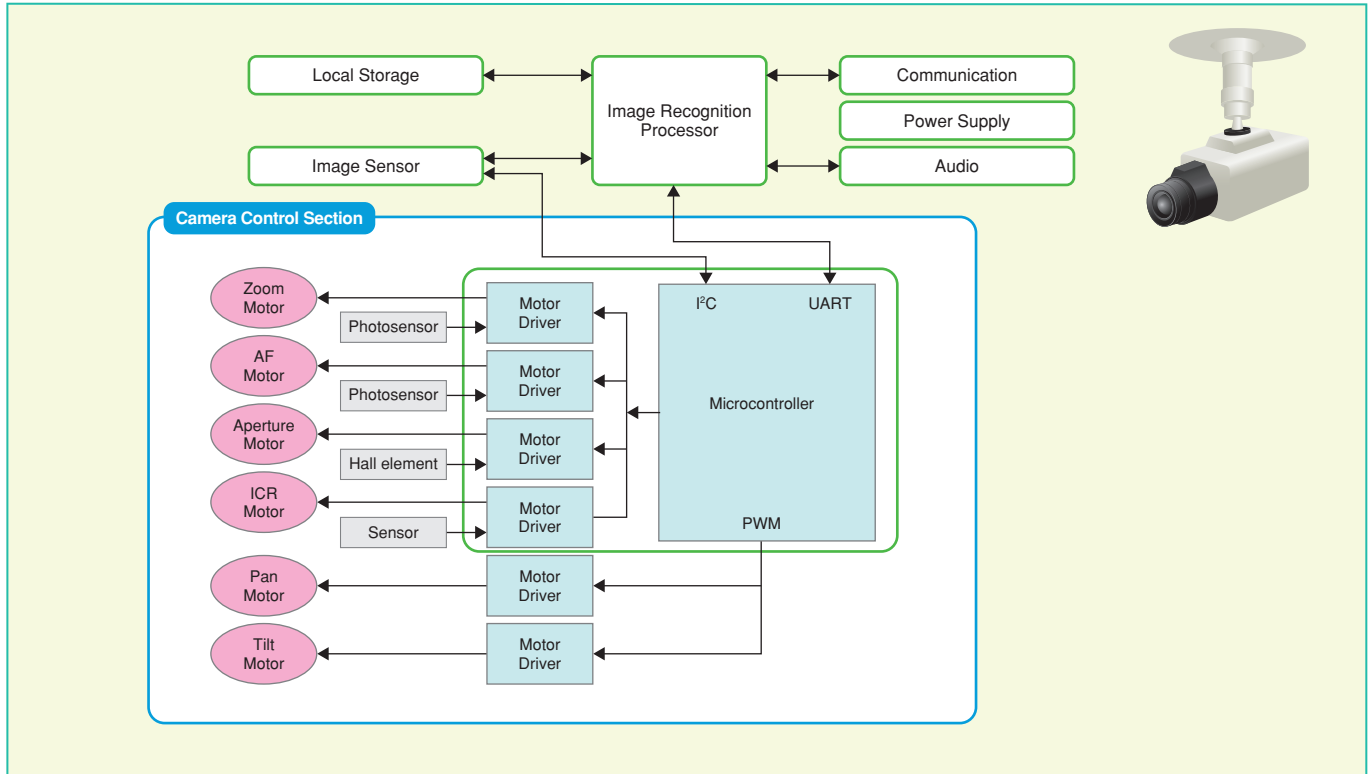 Local Storage
Image Recognition
Processor
Communication
Power Supply
Image Sensor
Audio
Camera Control Section
Zoom
Motor
Photosensor
Motor
Driver
I²C
UART
AF
Motor
Photosensor
Motor
Driver
Microcontroller
Aperture
Motor
Hall element
Motor
Driver
ICR
Motor
Sensor
Motor
Driver
PWM
Pan
Motor
Motor
Driver
Tilt
Motor
Motor
Driver